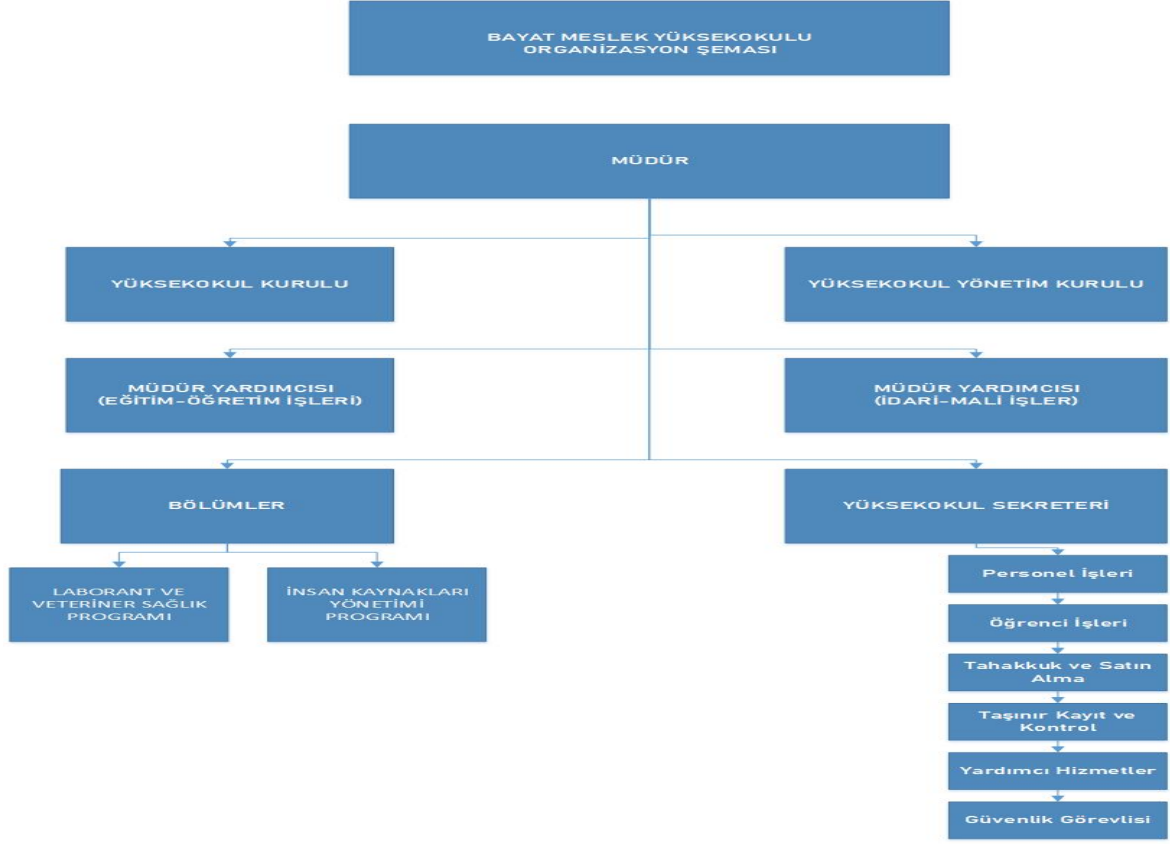 BAYAT MESLEK YÜKSEKOKULU
ORGANİZASYON ŞEMASI
MÜDÜR
YÜKSEKOKUL KURULU
YÜKSEKOKUL YÖNETİM KURULU
MÜDÜR YARDIMCISI
(EĞİTİM-ÖĞRETİM İŞLERİ)
MÜDÜR YARDIMCISI
(İDARİ-MALİ İŞLER)
BÖLÜMLER
YÜKSEKOKUL SEKRETERİ
LABORANT VE
VETERİNER SAĞLIK
PROGRAMI
İNSAN KAYNAKLARI
YÖNETİMİ
PROGRAMI
Personel İşleri
Öğrenci İşleri
Tahakkuk ve Satın
Alma
Taşınır Kayıt ve
Kontrol
Yardımcı Hizmetler
Güvenlik Görevlisi